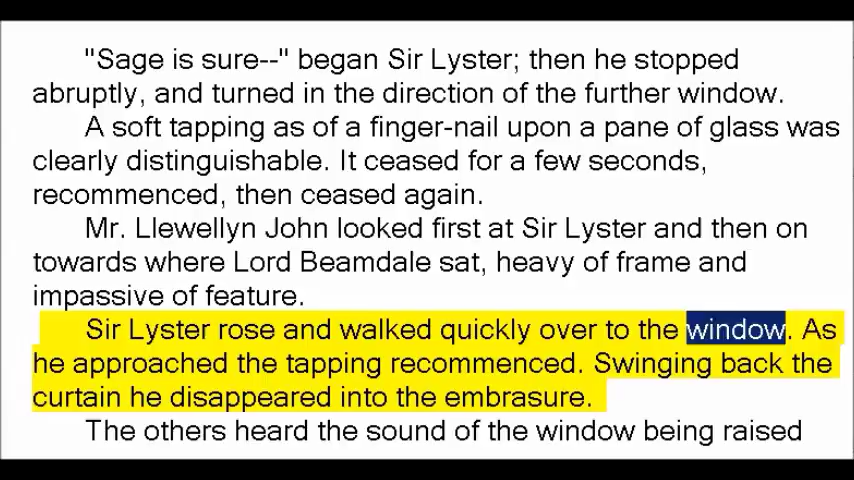 "Sage is sure--" began Sir Lyster; then he stopped
abruptly, and turned in the direction of the further window.
A soft tapping as of a finger-nail upon a pane of glass was
clearly distinguishable. It ceased for a few seconds,
recommenced, then ceased again.
Mr. Llewellyn John looked first at Sir Lyster and then on
towards where Lord Beamdale sat, heavy of frame and
impassive of feature.
Sir Lyster rose and walked quickly over to the window. As
he approached the tapping recommenced. Swinging back the
curtain he disappeared into the embrasure.
The others heard the sound of the window being raised